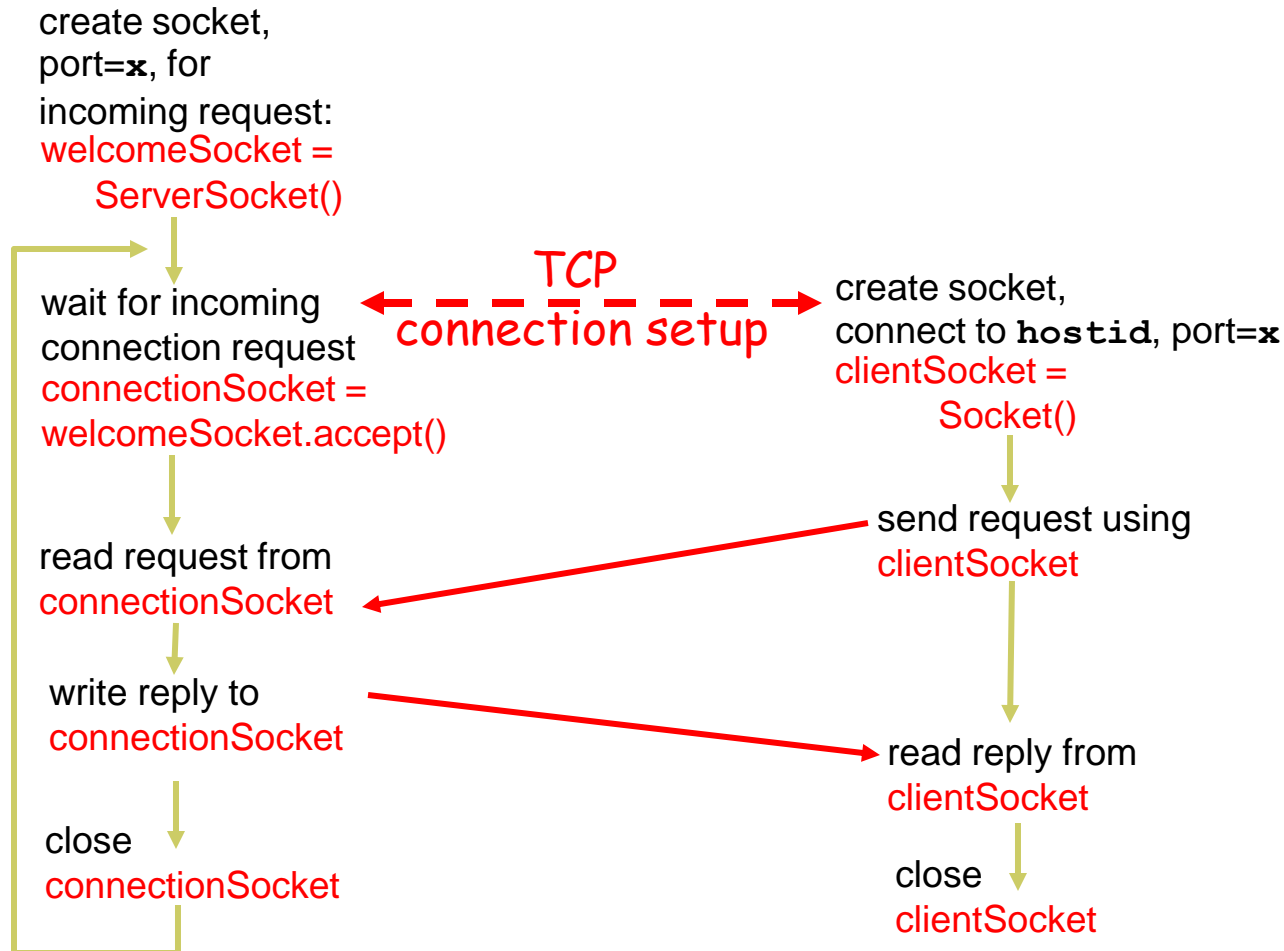 create socket,
port=x, for
incoming request:
welcomeSocket =
ServerSocket()
wait for incoming
connection request
connectionSocket =
welcomeSocket.accept()
read request from
connectionSocket
write reply to
connectionSocket
close
connectionSocket
TCP
connection setup
create socket,
connect to hostid, port=x
clientSocket =
Socket()
send request using
clientSocket
read reply from
clientSocket
close
clientSocket